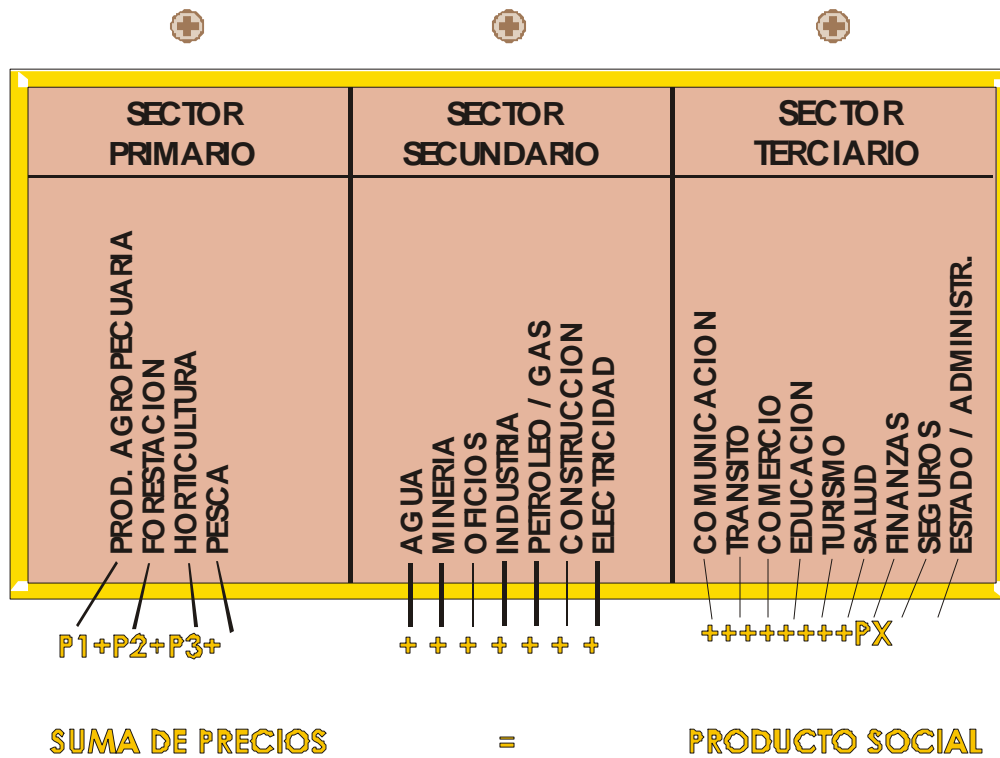 SECTOR
PRIMARIO
SECTOR
SECUNDARIO
SECTOR
TERCIARIO
PROD. AGROPECUARIA
FORESTACION
HORTICULTURA
PESCA
AGUA
MINERIA
OFICIOS
INDUSTRIA
PETROLEO / GAS
CONSTRUCCION
ELECTRICIDAD
COMUNICACION
TRANSITO
COMERCIO
EDUCACION
TURISMO
SALUD
FINANZAS
SEGUROS
ESTADO / ADMINISTR.
P1+P2+P3+
+ + + + + + +
++++++++PX
SUMA DE PRECIOS = PRODUCTO SOCIAL